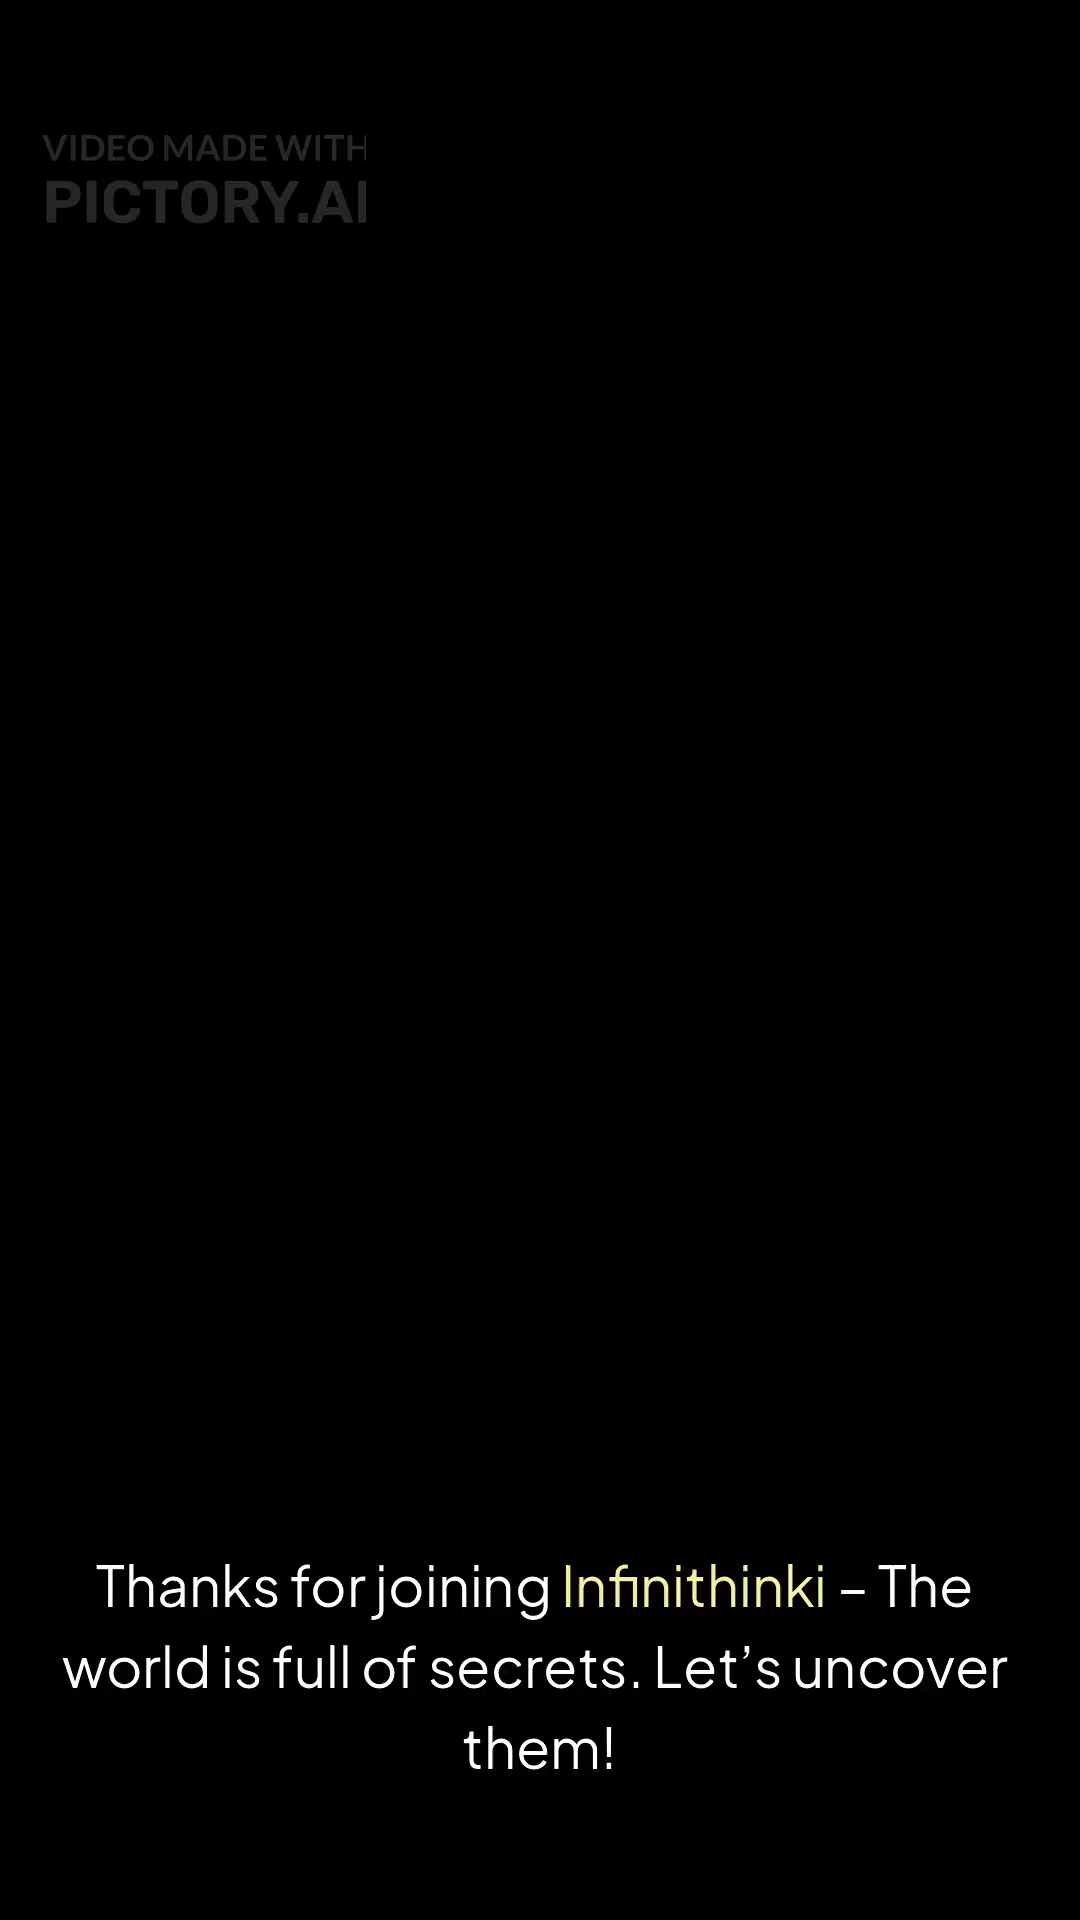 VIDEO MADE WITH
PICTORY.AI
Thanks for joining Infinithinki – The
world is full of secrets. Let’s uncover
them!